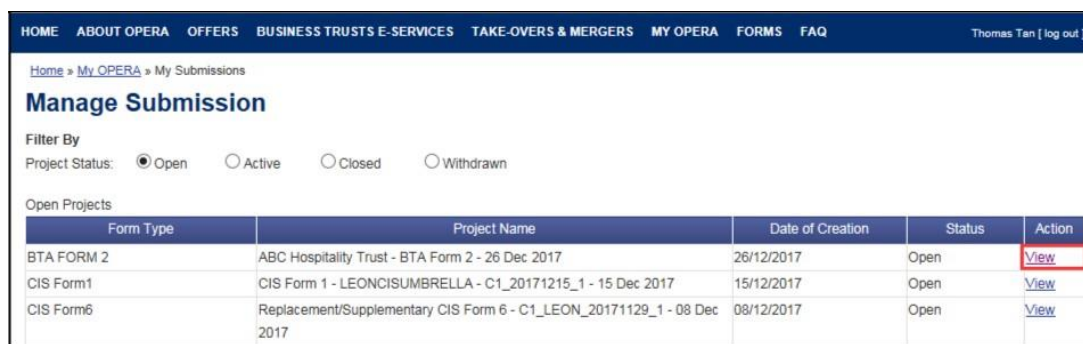 HOME ABOUT OPERA OFFERS BUSINESS TRUSTS E-SERVICES TAKE-OVERS & MERGERS MY OPERA FORMS FAQ Thomas Tan [ log out ]
Home » My OPERA » My Submissions
Manage Submission
Filter By
Project Status: Open Active Closed Withdrawn
Open Projects
Form Type Project Name Date of Creation Status Action
BTA FORM 2 ABC Hospitality Trust - BTA Form 2 - 26 Dec 2017 26/12/2017 Open View
CIS Form1 CIS Form 1 - LEONCISUMBRELLA - C1_20171215_1 - 15 Dec 2017 15/12/2017 Open View
CIS Form6 Replacement/Supplementary CIS Form 6 - C1_LEON_20171129_1 - 08 Dec 08/12/2017 Open View
2017